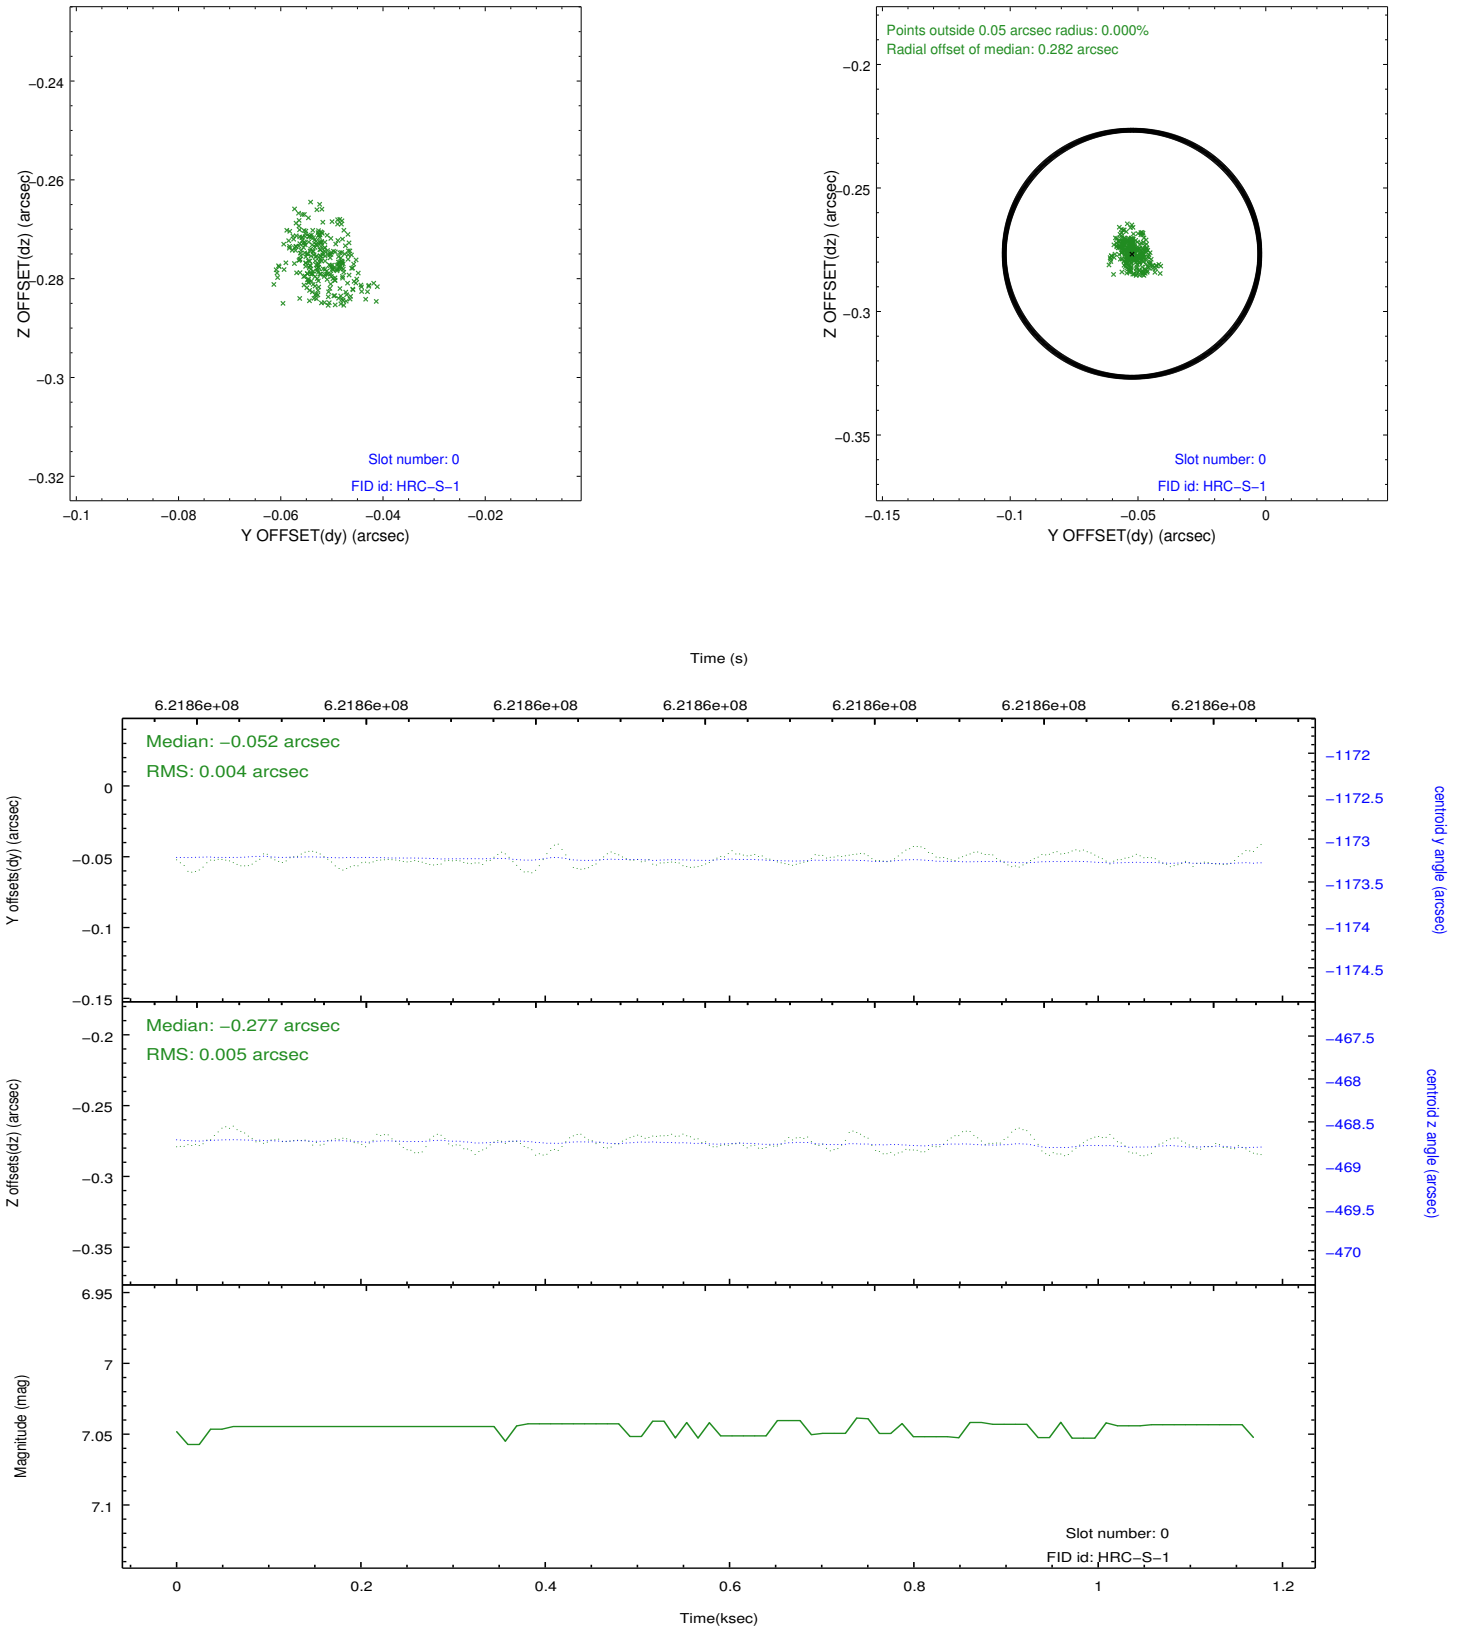 −0.24
−0.26
−0.28
−0.3
−0.32
Z OFFSET(dz) (arcsec)
Slot number: 0
FID id: HRC−S−1
−0.1
−0.08
−0.06
−0.04
−0.02
Y OFFSET(dy) (arcsec)
Points outside 0.05 arcsec radius: 0.000%
Radial offset of median: 0.282 arcsec
−0.2
−0.25
−0.3
−0.35
Z OFFSET(dz) (arcsec)
Slot number: 0
FID id: HRC−S−1
−0.15
−0.1
−0.05
0
Y OFFSET(dy) (arcsec)
Time (s)
6.2186e+08
6.2186e+08
6.2186e+08
6.2186e+08
6.2186e+08
6.2186e+08
6.2186e+08
Median: −0.052 arcsec
RMS: 0.004 arcsec
0
−0.05
−0.1
−0.15
Y offsets(dy) (arcsec)
−1172
−1172.5
−1173
−1173.5
−1174
−1174.5
centroid y angle (arcsec)
Median: −0.277 arcsec
RMS: 0.005 arcsec
−0.2
−0.25
−0.3
−0.35
Z offsets(dz) (arcsec)
−467.5
−468
−468.5
−469
−469.5
−470
centroid z angle (arcsec)
6.95
7
7.05
7.1
Magnitude (mag)
Slot number: 0
FID id: HRC−S−1
0
0.2
0.4
0.6
0.8
1
1.2
Time(ksec)